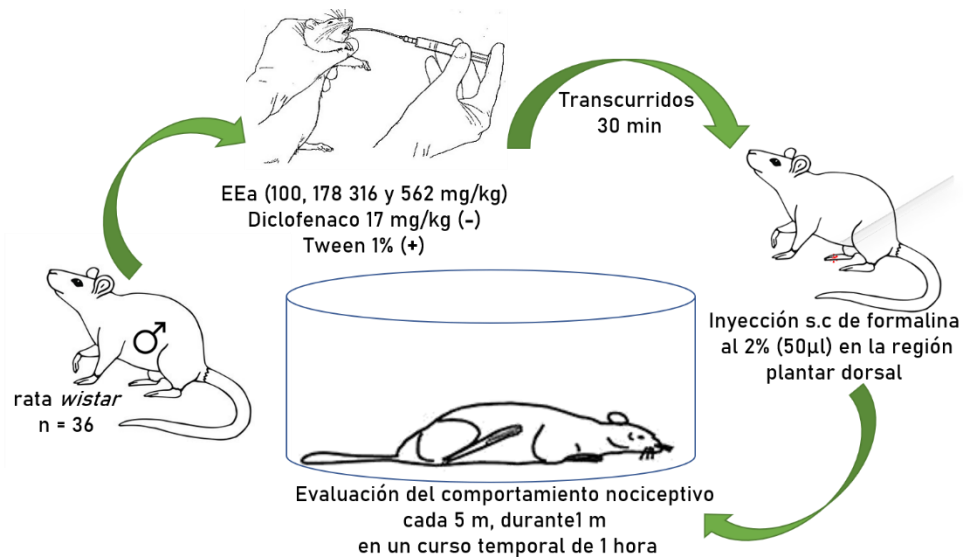 rata wistar
n = 36
EEa (100, 178 316 y 562 mg/kg)
Diclofenaco 17 mg/kg (-)
Tween 1% (+)
Transcurridos
30 min
Inyección s.c de formalina
al 2% (50µl) en la región
plantar dorsal
Evaluación del comportamiento nociceptivo
cada 5 m, durante1 m
en un curso temporal de 1 hora